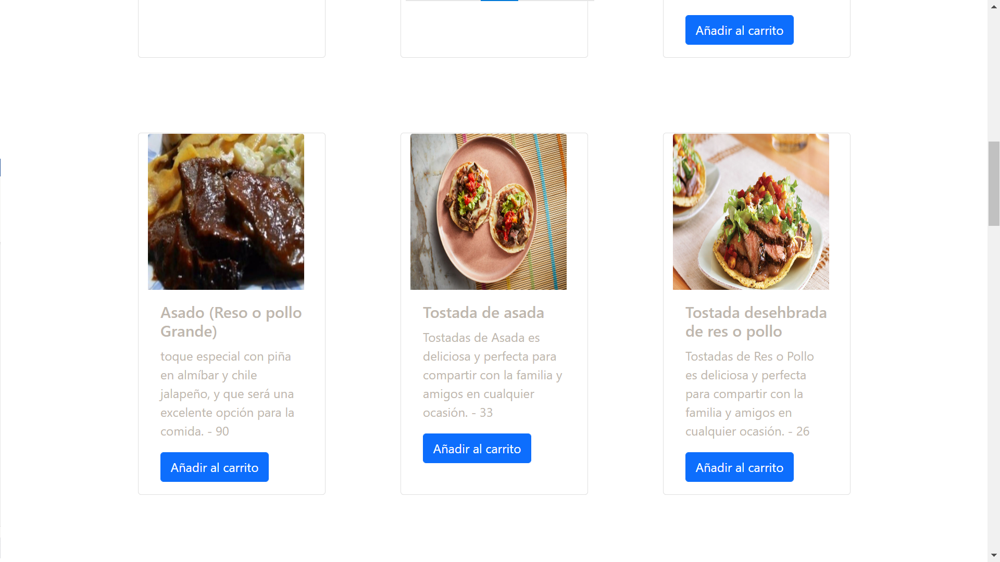 Añadir al carrito
Asado (Reso o pollo
Grande)
toque especial con piña
en almíbar y chile
jalapeño, y que será una
excelente opción para la
comida. - 90
Añadir al carrito
Tostada de asada
Tostadas de Asada es
deliciosa y perfecta para
compartir con la familia y
amigos en cualquier
ocasión. - 33
Añadir al carrito
Tostada desehbrada
de res o pollo
Tostadas de Res o Pollo
es deliciosa y perfecta
para compartir con la
familia y amigos en
cualquier ocasión. - 26
Añadir al carrito